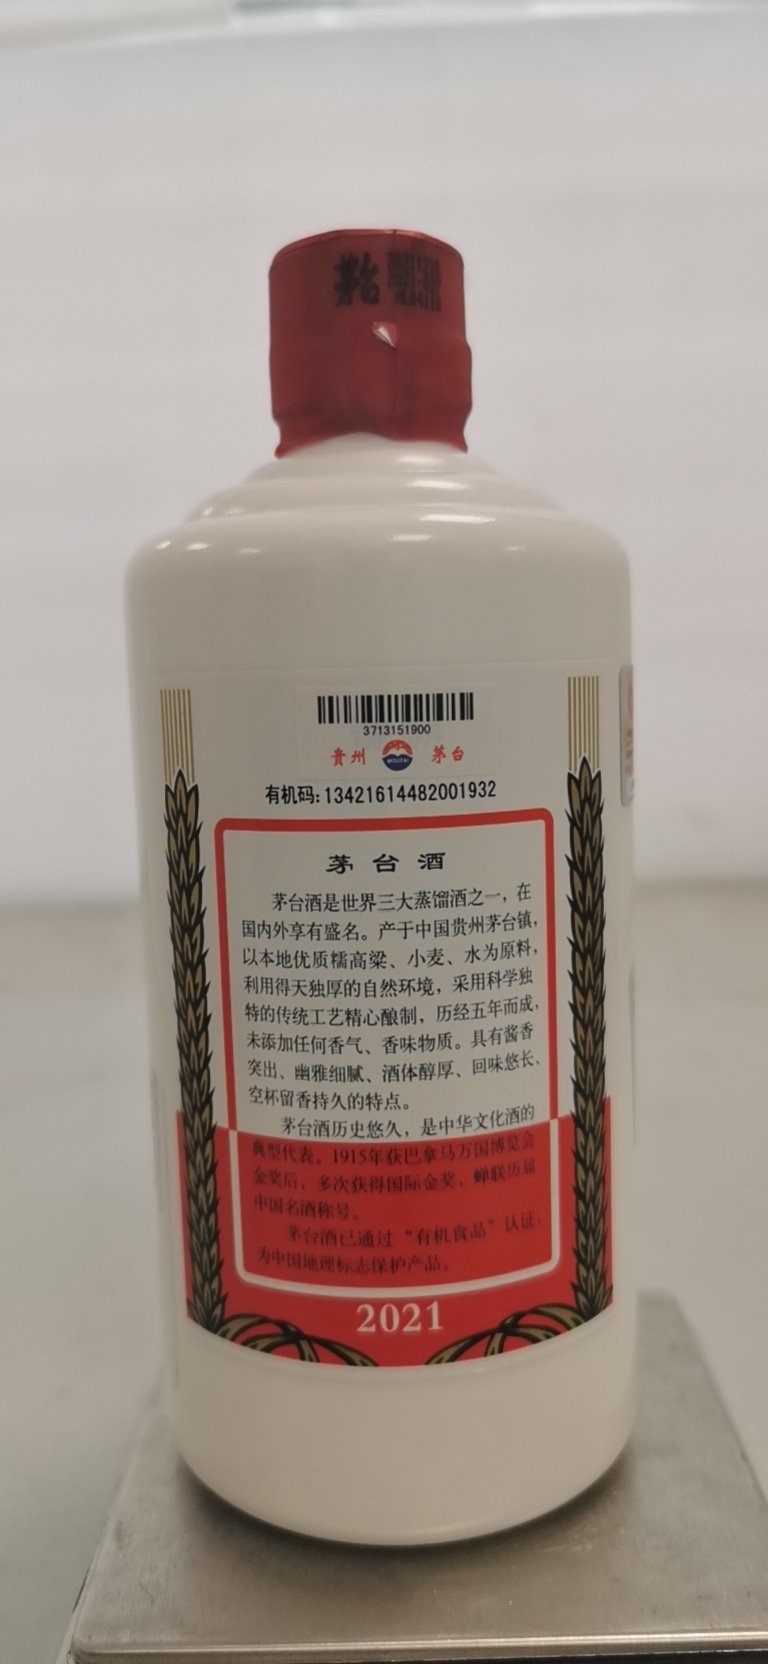 茅台
3713151900
貴州
MOUTAI
茅台
有机码:13421614482001932
茅台酒
茅台酒是世界三大蒸馏酒之一，在
国内外享有盛名。产于中国贵州茅台镇，
以本地优质糯高粱、小麦、水为原料，
利用得天独厚的自然环境，采用科学独
特的传统工艺精心酿制，历经五年而成，
未添加任何香气、香味物质。具有酱香
突出、幽雅细腻、酒体醇厚、回味悠长、
空杯留香持久的特点。
茅台酒历史悠久，是中华文化酒的
典型代表。1915年获巴拿马万国博览会
金奖后，多次获得国际金奖，蝉联历届
中国名酒称号。
茅台酒已通过“有机食品”认证，
为中国地理标志保护产品。
2021